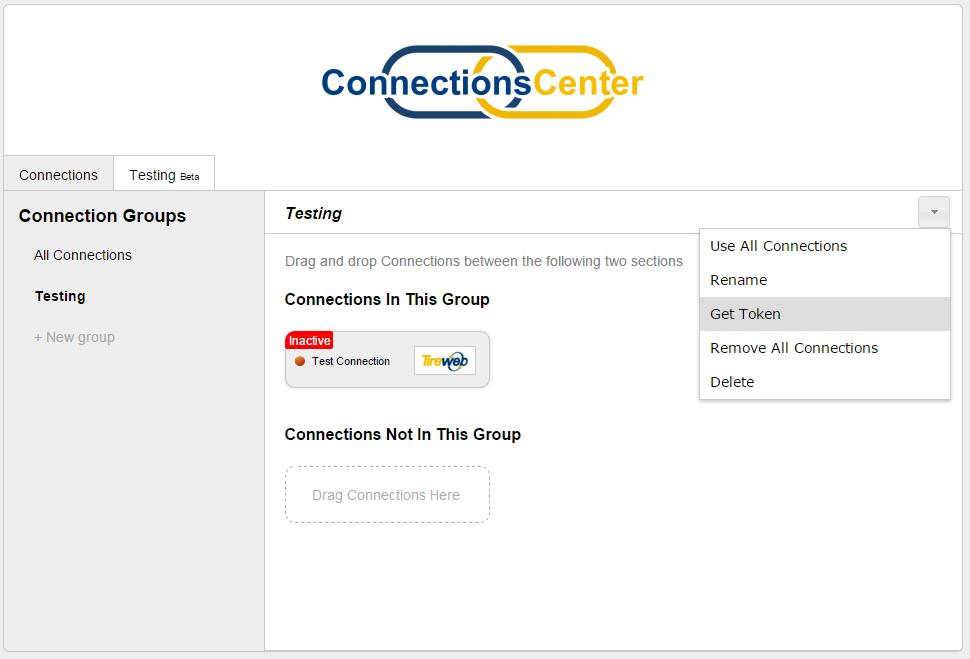 ConnectionsCenter
Connections
Testing Beta
Connection Groups
All Connections
Testing
+ New group
Testing
Use All Connections
Rename
Get Token
Remove All Connections
Delete
Drag and drop Connections between the following two sections
Connections In This Group
Inactive
Test Connection
Tireweb
Connections Not In This Group
Drag Connections Here